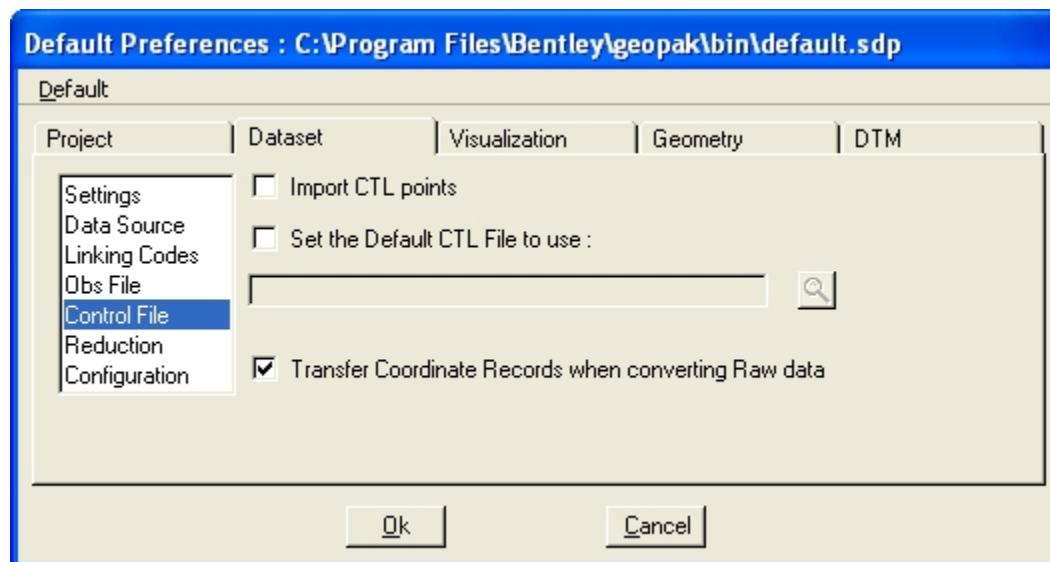 Default Preferences : C:\Program Files\Bentley\geopak\bin\default.sdp
Default
Project Dataset Visualization Geometry DTM
Settings
Data Source
Linking Codes
Obs File
Control File
Reduction
Configuration
Import CTL points
Set the Default CTL File to use :
Transfer Coordinate Records when converting Raw data
Ok Cancel